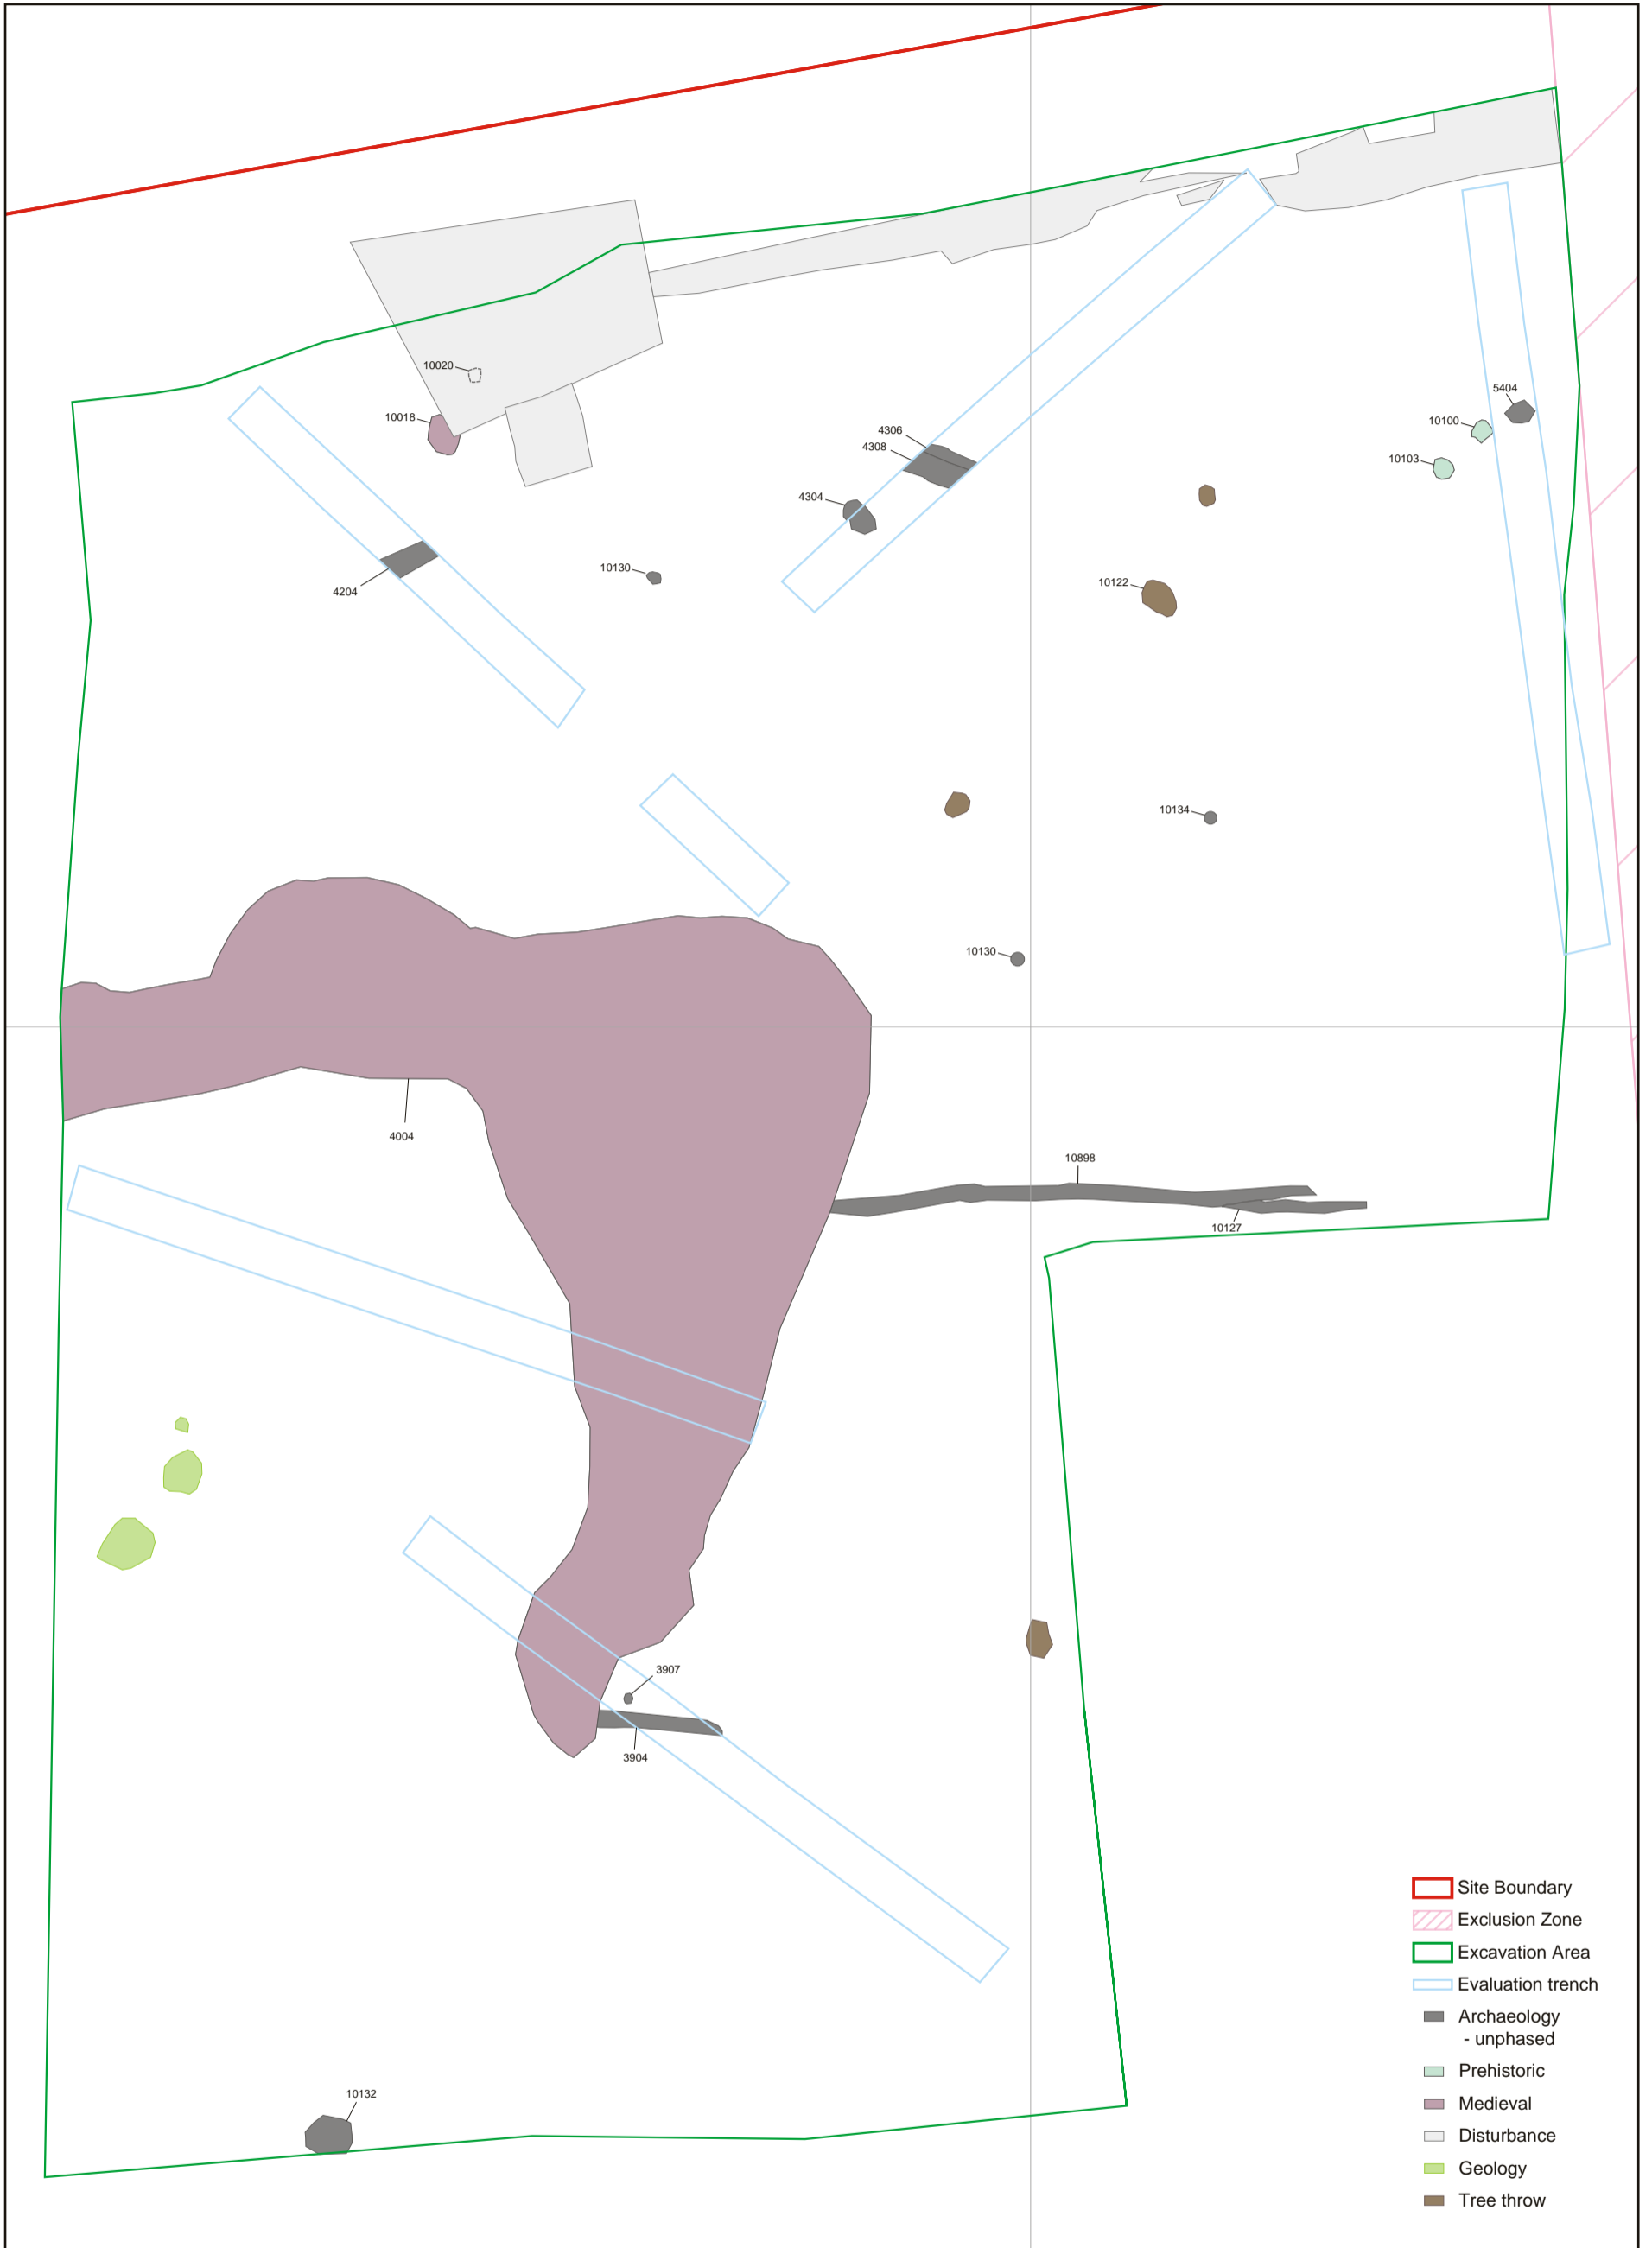 10020
10018
5404
10100
10103
4306
4308
4304
10130
10122
4204
10134
10130
4004
10898
10127
3907
3904
10132
Site Boundary
Exclusion Zone
Excavation Area
Evaluation trench
Archaeology
- unphased
Prehistoric
Medieval
Disturbance
Geology
Tree throw